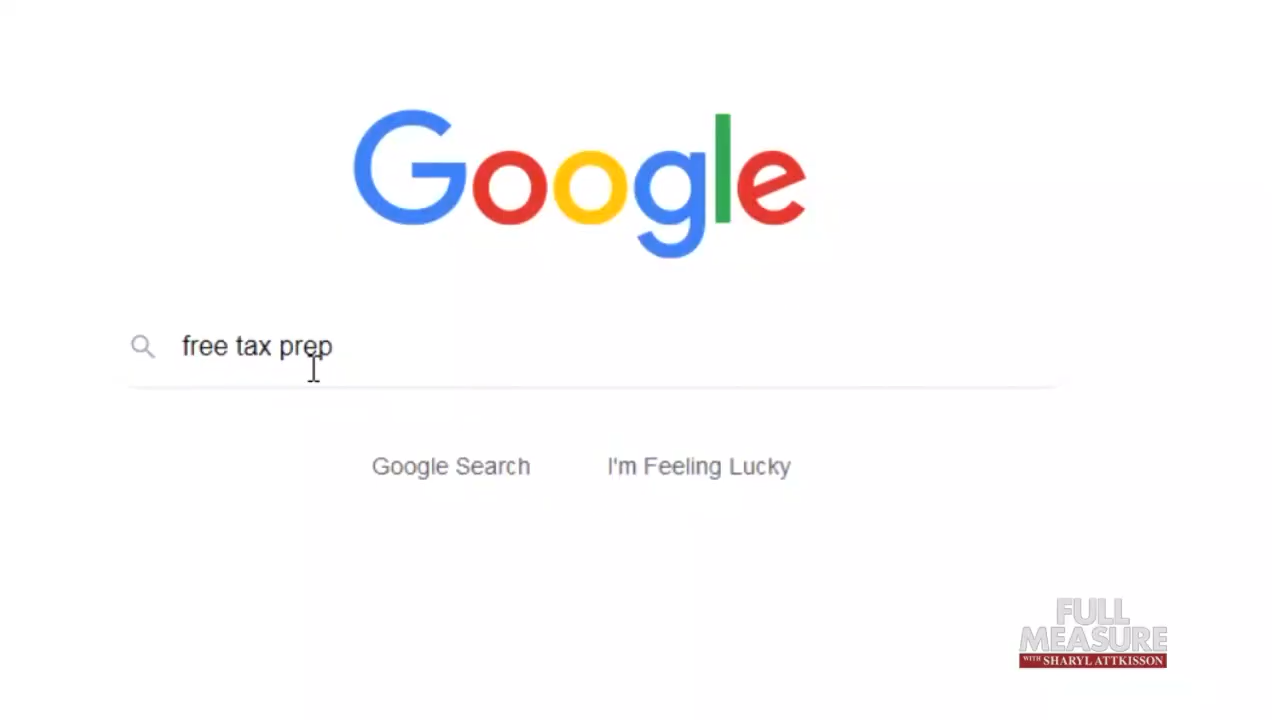 Google
free tax prep
Google Search
I'm Feeling Lucky
FULL
MEASURE
WITH SHARYL ATTKISSON